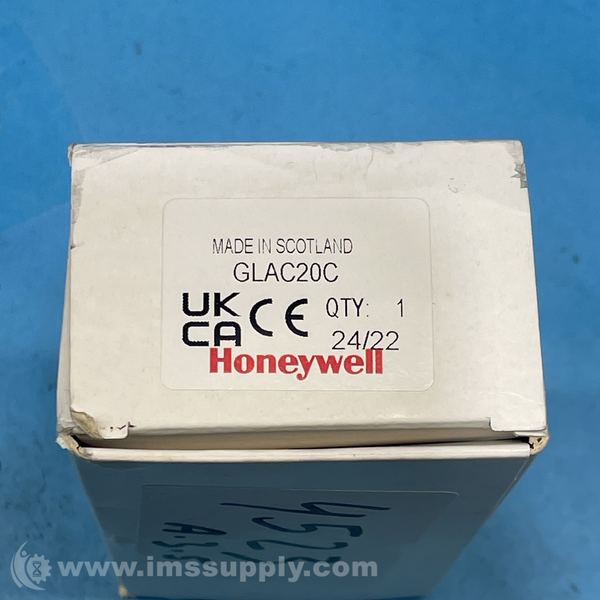 MADE IN SCOTLAND
GLAC20C
UK
CA CE QTY: 1
24/22
Honeywell
www.imssupply.com